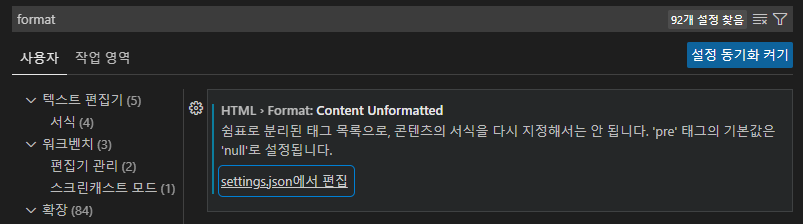 format
92개 설정 찾음
사용자 작업 영역
설정 동기화 켜기
텍스트 편집기 (5)
서식 (4)
워크벤치 (3)
편집기 관리 (2)
스크린캐스트 모드 (1)
확장 (84)
HTML › Format: Content Unformatted
쉼표로 분리된 태그 목록으로, 콘텐츠의 서식을 다시 지정해서는 안 됩니다. 'pre' 태그의 기본값은
'null'로 설정됩니다.
settings.json에서 편집